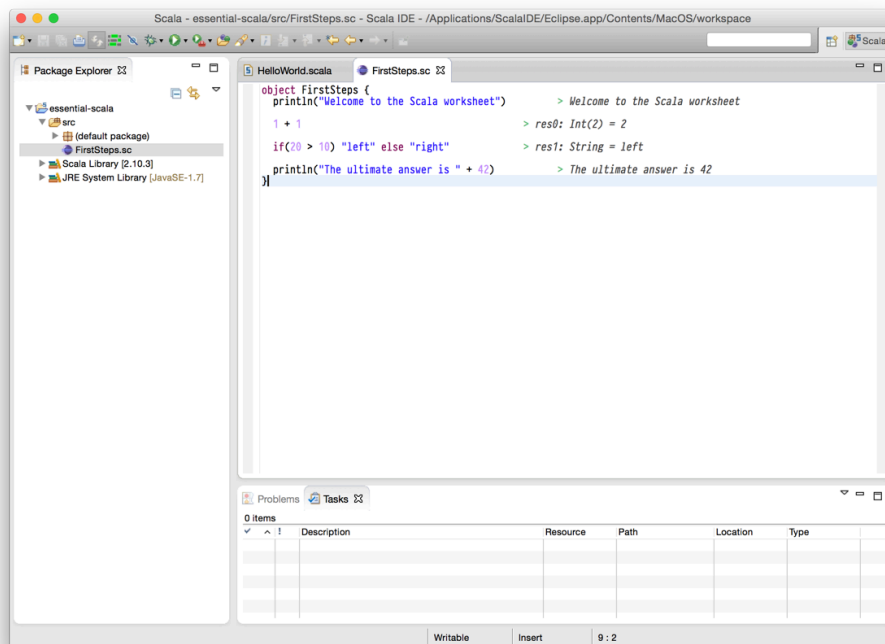 Scala - essential-scala/src/FirstSteps.sc - Scala IDE - /Applications/ScalaIDE/Eclipse.app/Contents/MacOS/workspace
Scala
Package Explorer
essential-scala
src
(default package)
FirstSteps.sc
Scala Library [2.10.3]
JRE System Library [JavaSE-1.7]
HelloWorld.scala FirstSteps.sc
object FirstSteps {
println("Welcome to the Scala worksheet") > Welcome to the Scala worksheet
1 + 1 > res0: Int(2) = 2
if(20 > 10) "left" else "right" > res1: String = left
println("The ultimate answer is " + 42) > The ultimate answer is 42
}
Problems Tasks
0 items
! Description Resource Path Location Type
Writable Insert 9 : 2